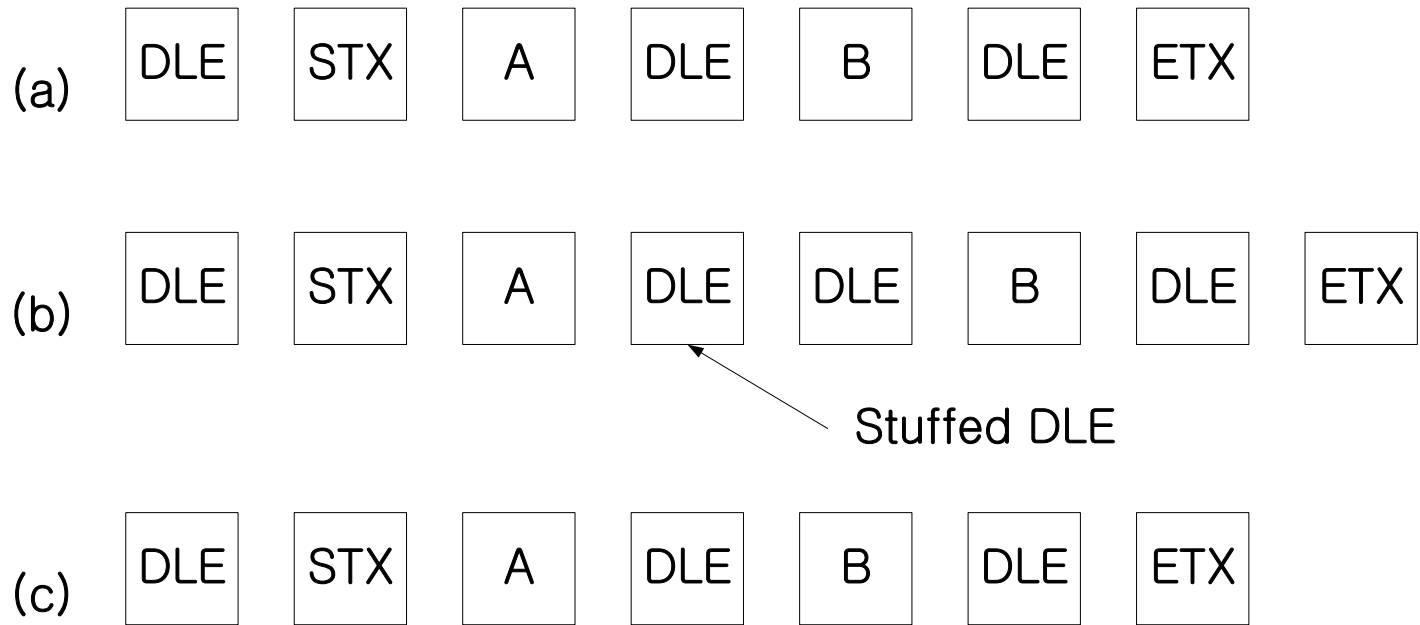 (a) DLE STX A DLE B DLE ETX
(b) DLE STX A DLE DLE B DLE ETX
Stuffed DLE
(c) DLE STX A DLE B DLE ETX